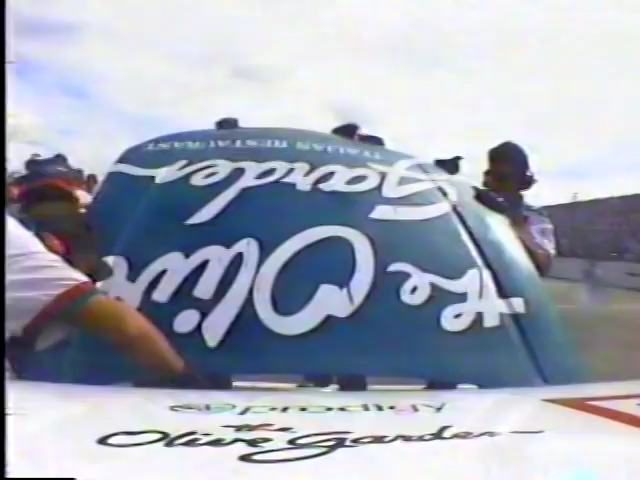 The Olive
Garden
ITALIAN RESTAURANT
prodigy
the
Olive Garden